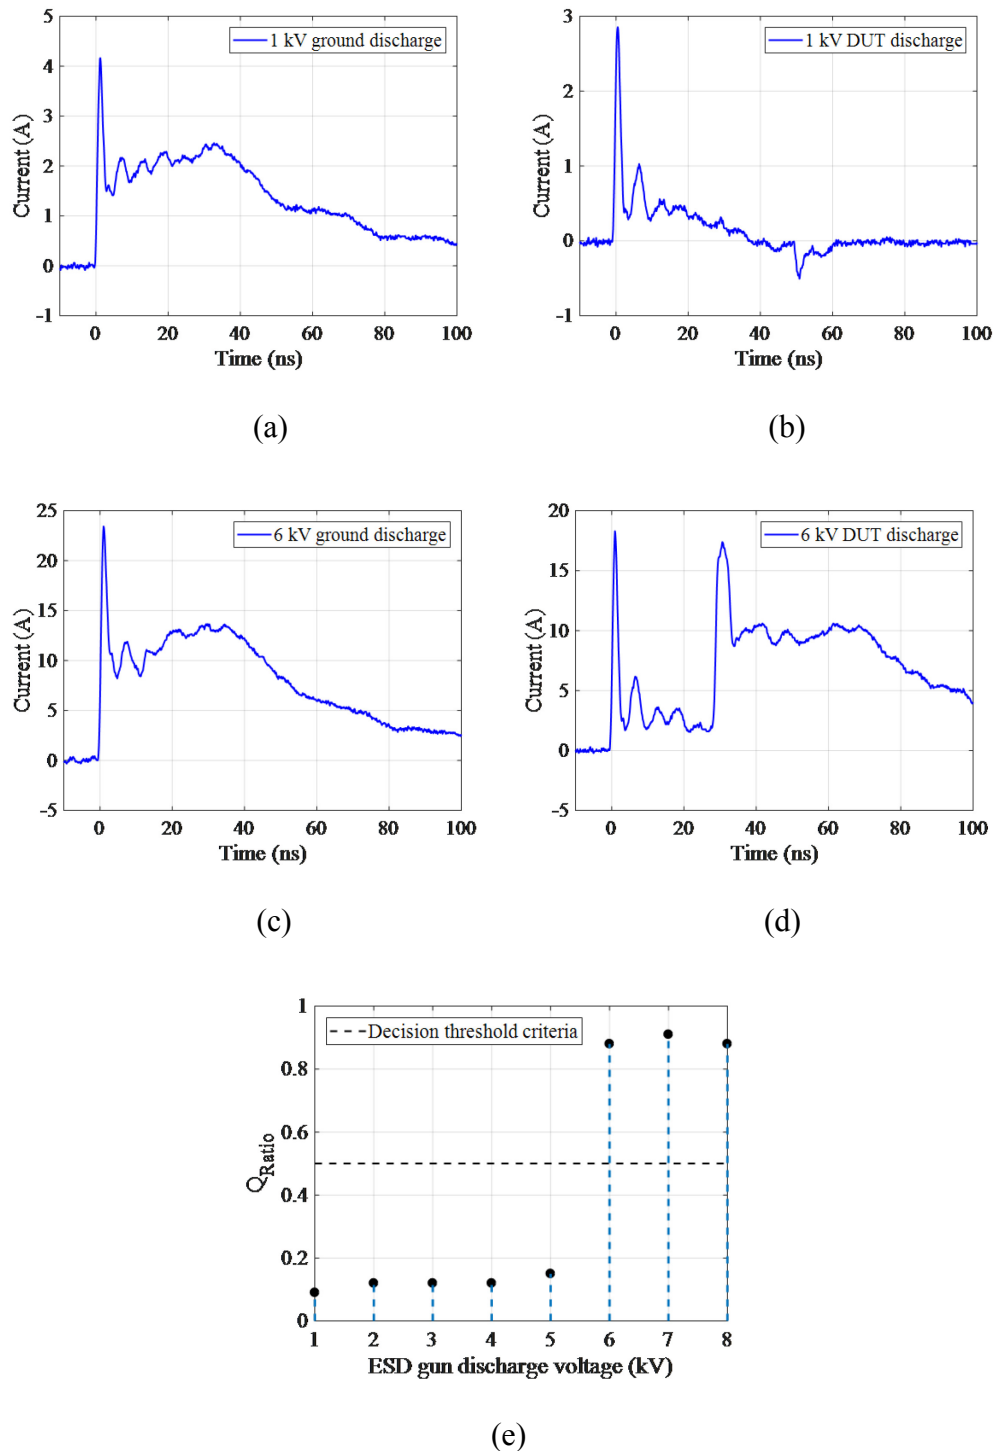 5
4
3
2
1
0
-1
Current (A)
1 kV ground discharge
0 20 40 60 80 100
Time (ns)
(a)
3
2
1
0
-1
Current (A)
1 kV DUT discharge
0 20 40 60 80 100
Time (ns)
(b)
25
20
15
10
5
0
-5
Current (A)
6 kV ground discharge
0 20 40 60 80 100
Time (ns)
(c)
20
15
10
5
0
-5
Current (A)
6 kV DUT discharge
0 20 40 60 80 100
Time (ns)
(d)
1
0.8
0.6
0.4
0.2
0
QRatio
Decision threshold criteria
1 2 3 4 5 6 7 8
ESD gun discharge voltage (kV)
(e)